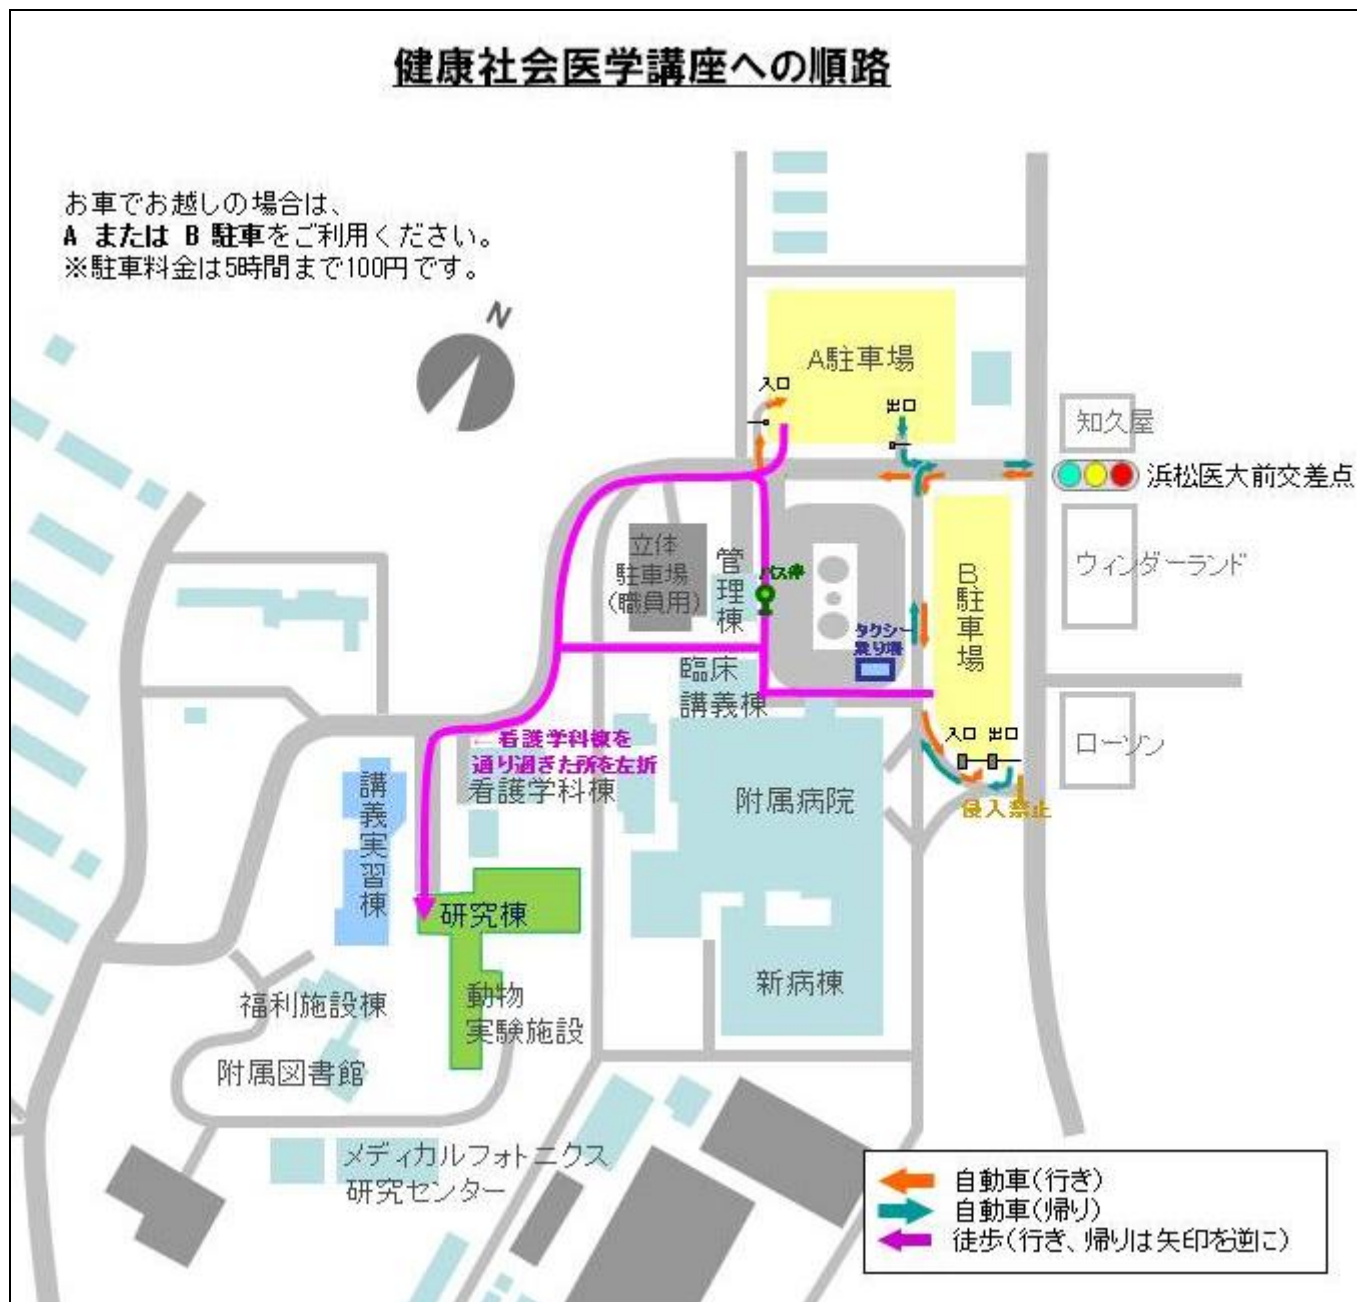 健康社会医学講座への順路
お車でお越しの場合は、
A または B 駐車をご利用ください。
※駐車料金は5時間まで100円です。
N
A駐車場
入口
出口
知久屋
浜松医大前交差点
立体
駐車場
(職員用)
管理棟
バス停
B駐車場
ウィンダーランド
タクシー
乗り場
臨床
講義棟
←看護学科棟を
通り過ぎた所を左折
看護学科棟
入口 出口
ローソン
侵入禁止
講義実習棟
附属病院
研究棟
新病棟
動物
実験施設
福利施設棟
附属図書館
メディカルフォトニクス
研究センター
自動車(行き)
自動車(帰り)
徒歩(行き、帰りは矢印を逆に)